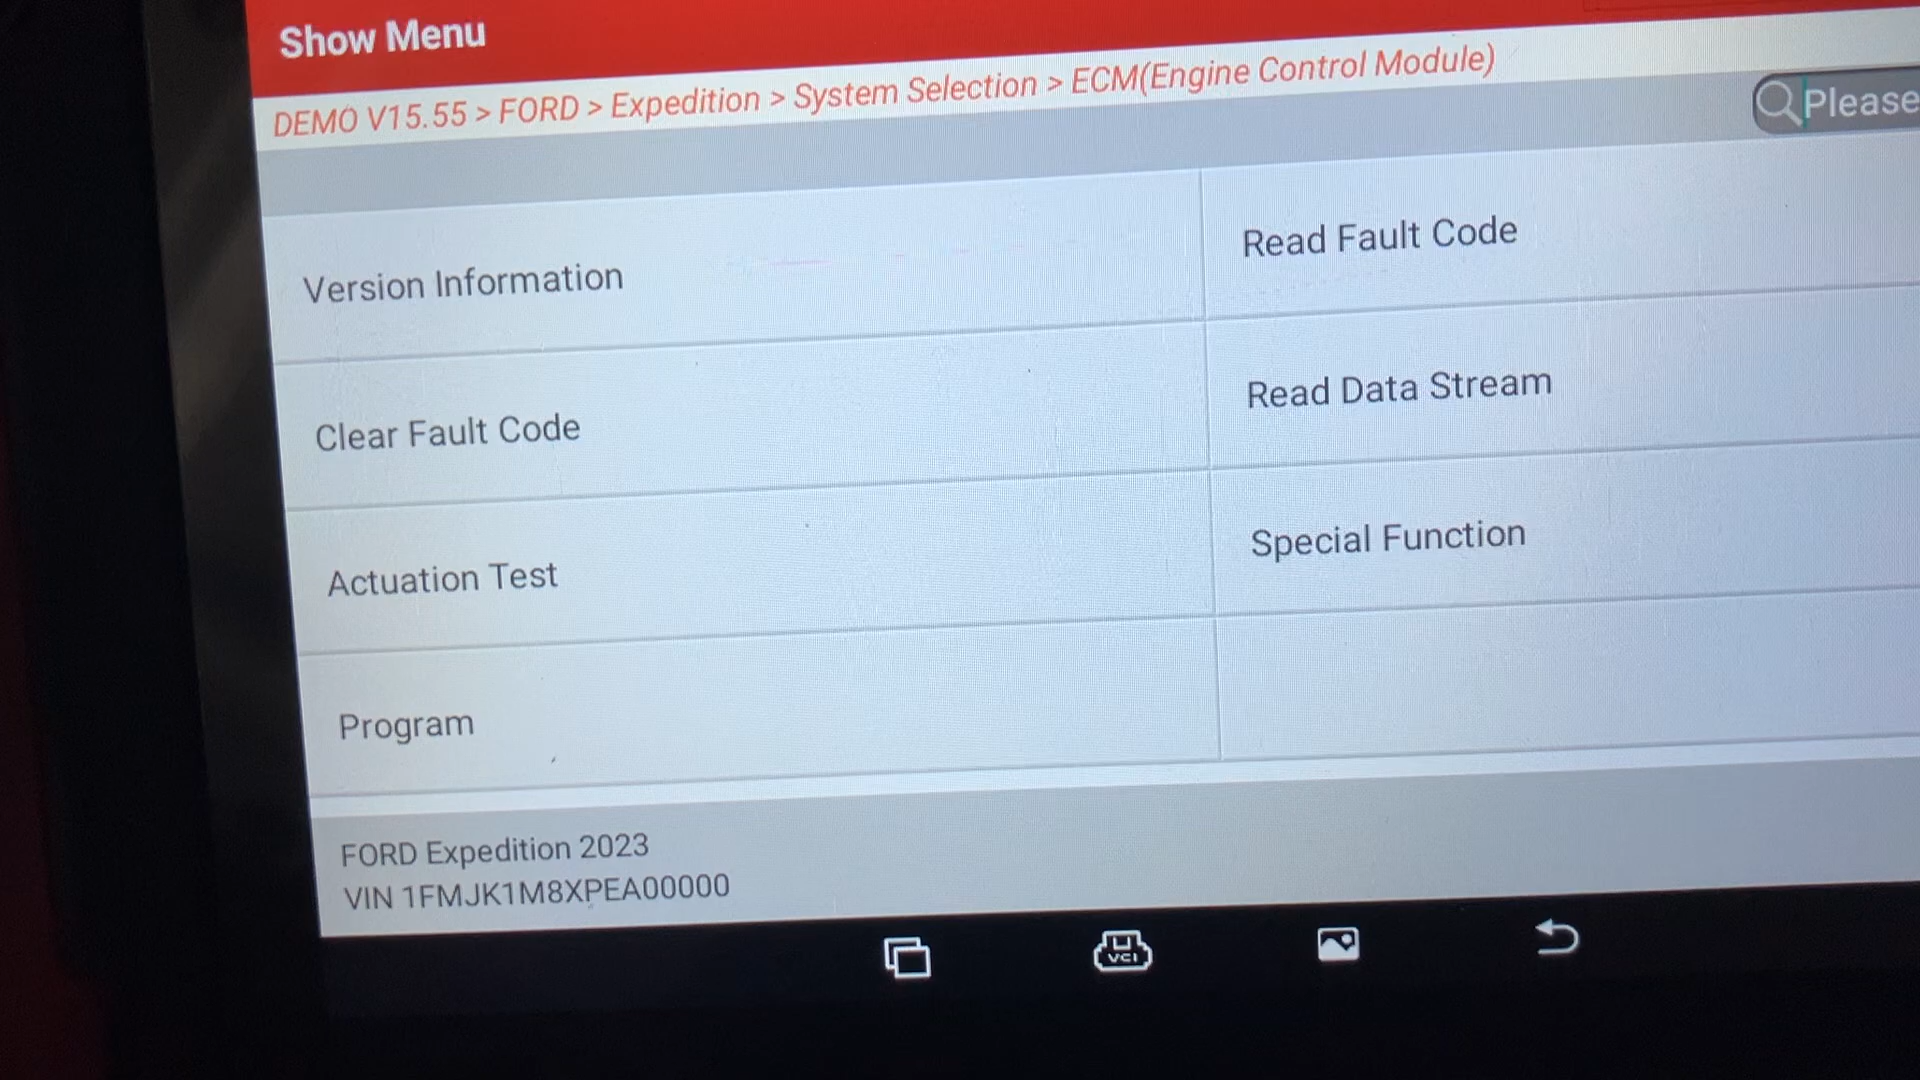 Show Menu
DEMO V15.55 > FORD > Expedition > System Selection > ECM(Engine Control Module)
Please
Version Information
Read Fault Code
Clear Fault Code
Read Data Stream
Actuation Test
Special Function
Program
FORD Expedition 2023
VIN 1FMJK1M8XPEA00000
VCI